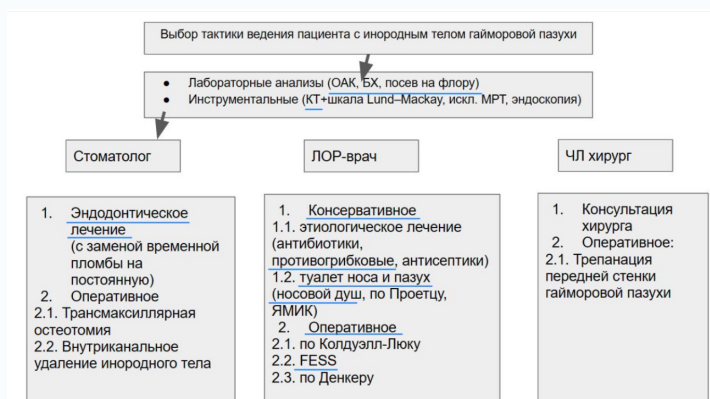 Выбор тактики ведения пациента с инородным телом гайморовой пазухи
● Лабораторные анализы (ОАК, БХ, посев на флору)
● Инструментальные (КТ+шкала Lund–Mackay, искл. МРТ, эндоскопия)
Стоматолог
1. Эндодонтическое
лечение
(с заменой временной
пломбы на
постоянную)
2. Оперативное
2.1. Трансмаксиллярная
остеотомия
2.2. Внутриканальное
удаление инородного тела
ЛОР-врач
1. Консервативное
1.1. этиологическое лечение
(антибиотики,
противогрибковые, антисептики)
1.2. туалет носа и пазух
(носовой душ, по Проетцу,
ЯМИК)
2. Оперативное
2.1. по Колдуэлл-Люку
2.2. FESS
2.3. по Денкеру
ЧЛ хирург
1. Консультация
хирурга
2. Оперативное:
2.1. Трепанация
передней стенки
гайморовой пазухи